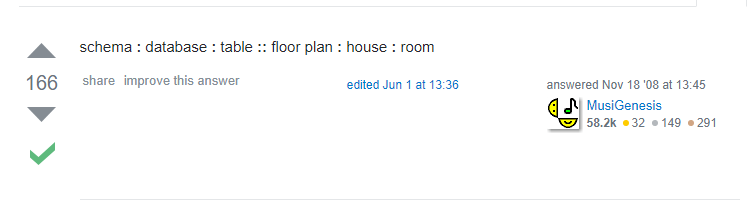 schema : database : table :: floor plan : house : room
166
share improve this answer
edited Jun 1 at 13:36
answered Nov 18 '08 at 13:45
MusiGenesis
58.2k 32 149 291